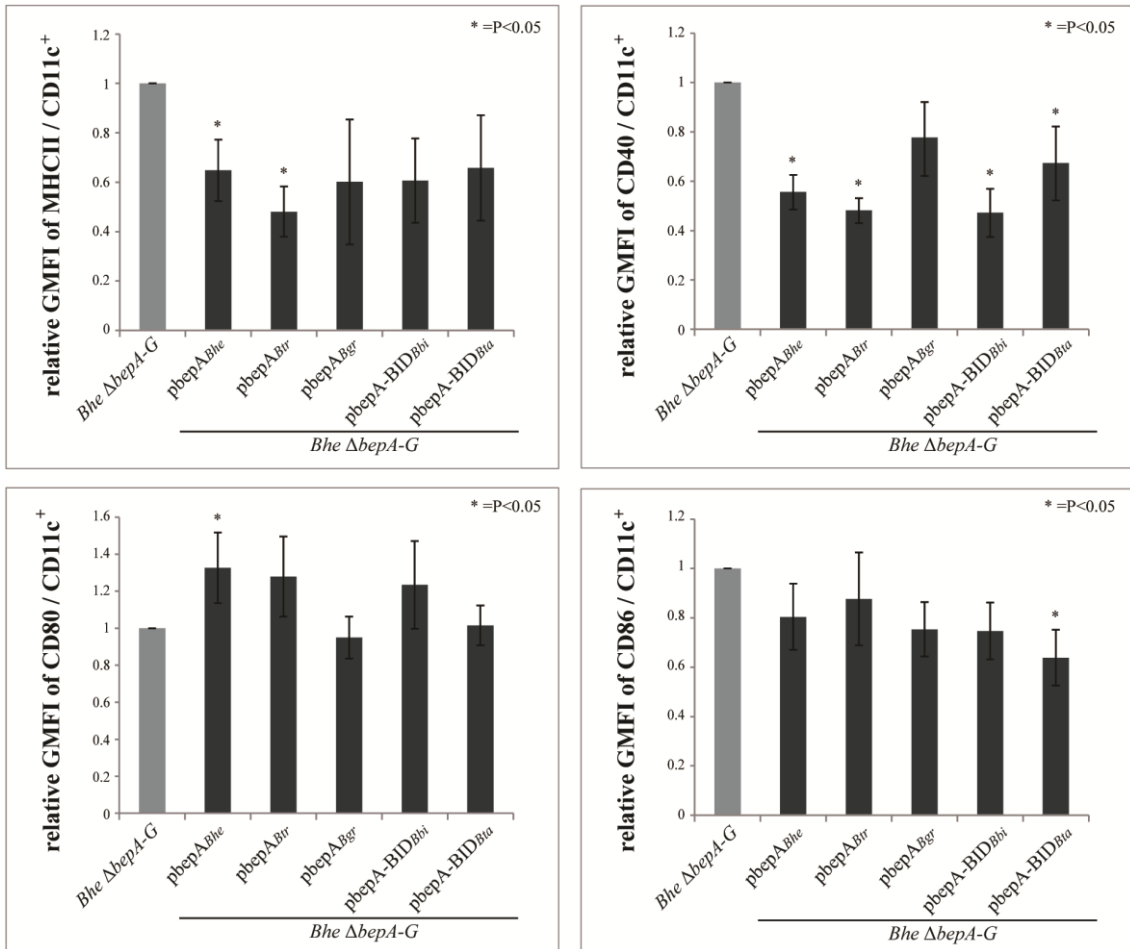 * =P<0.05
relative GMFI of MHCII / CD11c⁺
1.2
1
0.8
0.6
0.4
0.2
0
*
*
Bhe ΔbepA-G
pbepABhe
pbepABtr
pbepABgr
pbepA-BIDBbi
pbepA-BIDBta
Bhe ΔbepA-G
* =P<0.05
relative GMFI of CD40 / CD11c⁺
1.2
1
0.8
0.6
0.4
0.2
0
*
*
*
*
Bhe ΔbepA-G
pbepABhe
pbepABtr
pbepABgr
pbepA-BIDBbi
pbepA-BIDBta
Bhe ΔbepA-G
* =P<0.05
relative GMFI of CD80 / CD11c⁺
1.6
1.4
1.2
1
0.8
0.6
0.4
0.2
0
*
Bhe ΔbepA-G
pbepABhe
pbepABtr
pbepABgr
pbepA-BIDBbi
pbepA-BIDBta
Bhe ΔbepA-G
* =P<0.05
relative GMFI of CD86 / CD11c⁺
1.2
1
0.8
0.6
0.4
0.2
0
*
Bhe ΔbepA-G
pbepABhe
pbepABtr
pbepABgr
pbepA-BIDBbi
pbepA-BIDBta
Bhe ΔbepA-G